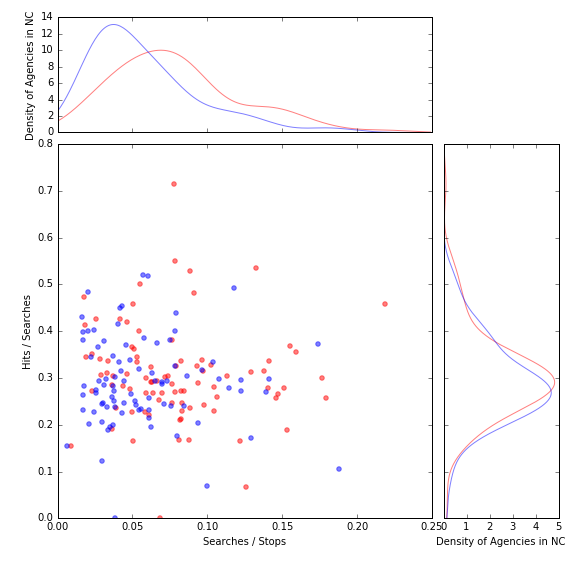 Density of Agencies in NC
14
12
10
8
6
4
2
0
Hits / Searches
0.8
0.7
0.6
0.5
0.4
0.3
0.2
0.1
0.0
0.00 0.05 0.10 0.15 0.20 0.25
Searches / Stops
0 1 2 3 4 5
Density of Agencies in NC